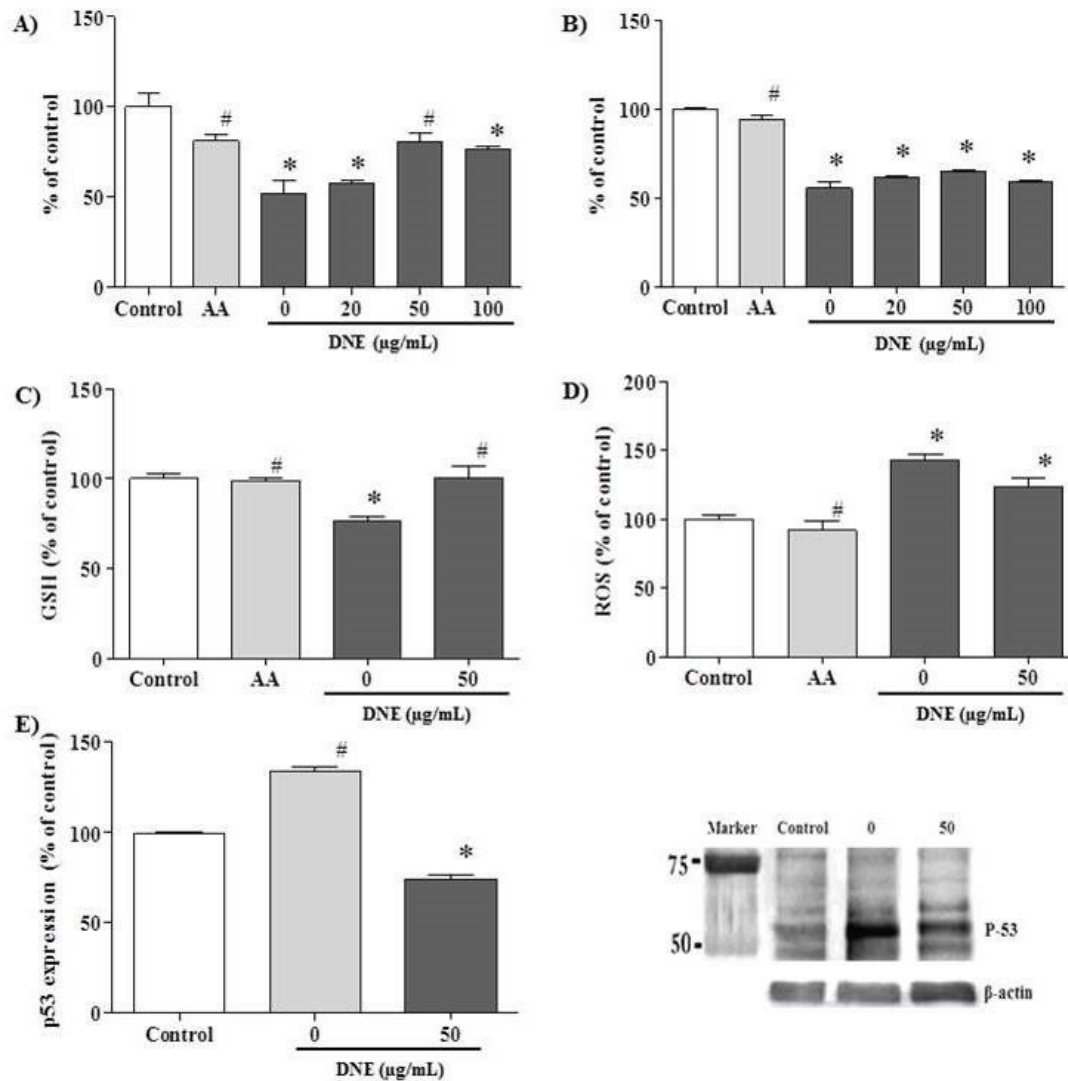 A)
% of control
150
100
50
0
#
*
*
#
*
Control AA 0 20 50 100
DNE (µg/mL)
B)
% of control
150
100
50
0
#
*
*
*
*
Control AA 0 20 50 100
DNE (µg/mL)
C)
GSH (% of control)
150
100
50
0
#
*
#
Control AA 0 50
DNE (µg/mL)
D)
ROS (% of control)
200
150
100
50
0
#
*
*
Control AA 0 50
DNE (µg/mL)
E)
p53 expression (% of control)
150
100
50
0
#
*
Control 0 50
DNE (µg/mL)
Marker Control 0 50
75
50
P-53
β-actin